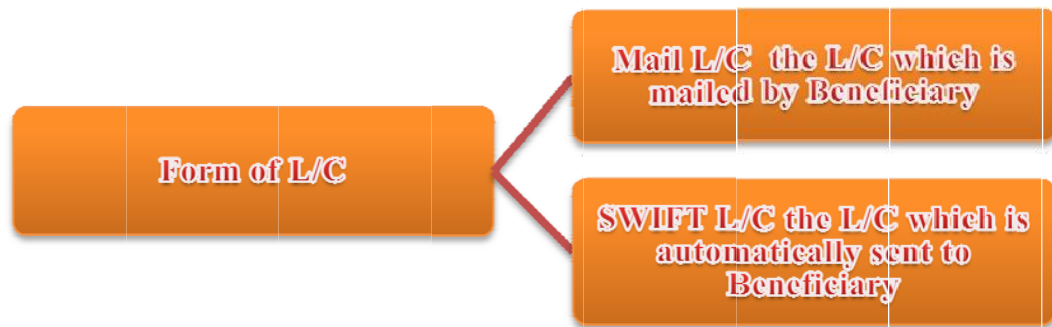 Form of L/C
Mail L/C the L/C which is
mailed by Beneficiary
SWIFT L/C the L/C which is
automatically sent to
Beneficiary